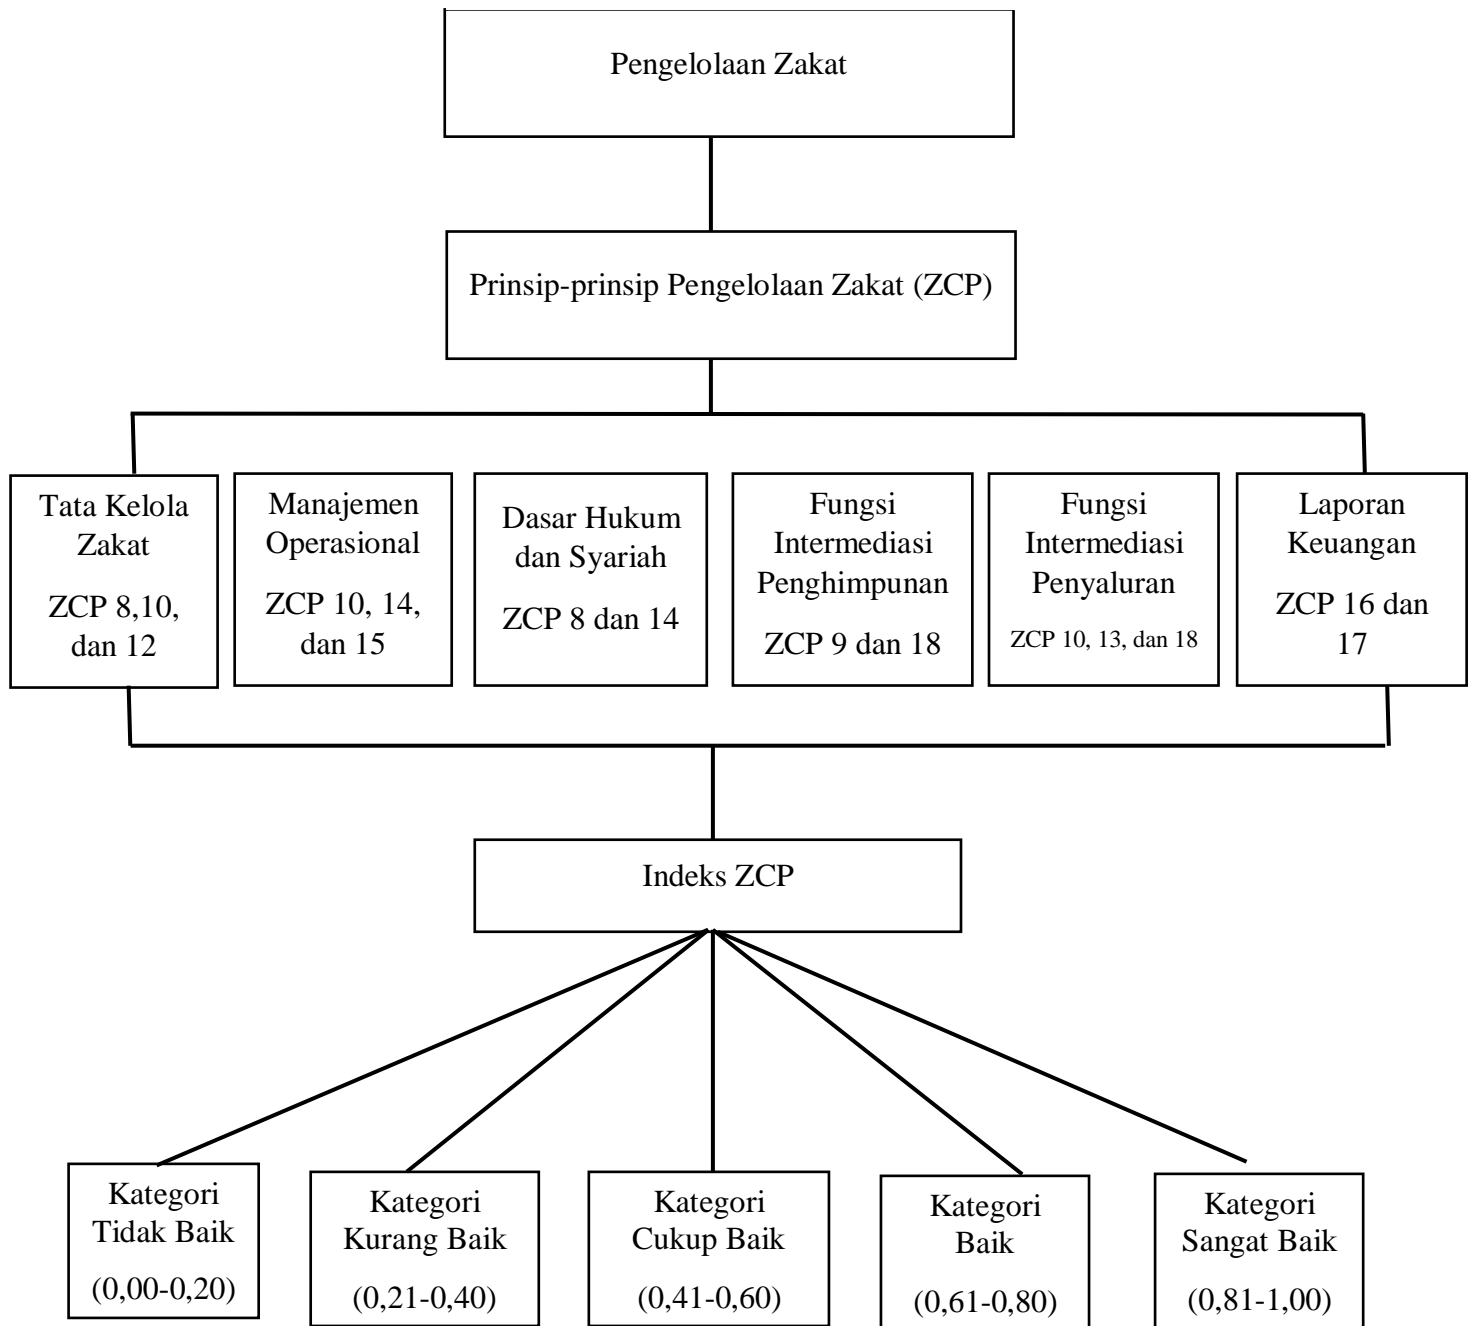 Pengelolaan Zakat
Prinsip-prinsip Pengelolaan Zakat (ZCP)
Tata Kelola
Zakat
ZCP 8,10,
dan 12
Manajemen
Operasional
ZCP 10, 14,
dan 15
Dasar Hukum
dan Syariah
ZCP 8 dan 14
Fungsi
Intermediasi
Penghimpunan
ZCP 9 dan 18
Fungsi
Intermediasi
Penyaluran
ZCP 10, 13, dan 18
Laporan
Keuangan
ZCP 16 dan
17
Indeks ZCP
Kategori
Tidak Baik
(0,00-0,20)
Kategori
Kurang Baik
(0,21-0,40)
Kategori
Cukup Baik
(0,41-0,60)
Kategori
Baik
(0,61-0,80)
Kategori
Sangat Baik
(0,81-1,00)